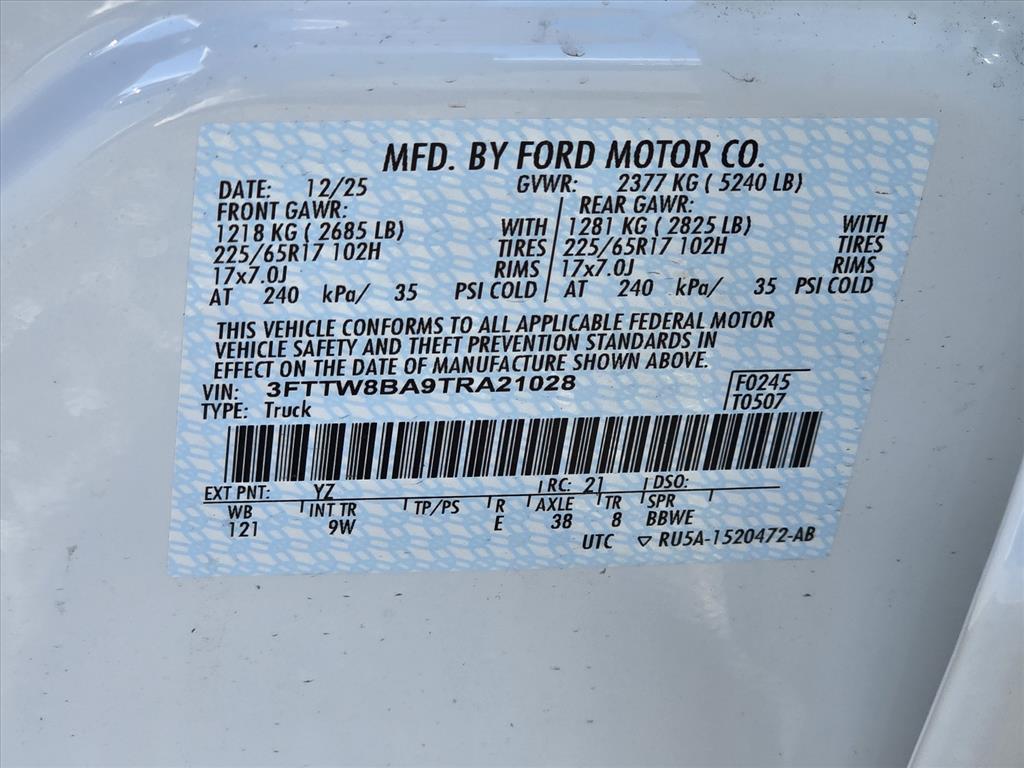 MFD. BY FORD MOTOR CO.
DATE: 12/25 GVWR: 2377 KG ( 5240 LB)
FRONT GAWR: REAR GAWR:
1218 KG ( 2685 LB) WITH 1281 KG ( 2825 LB) WITH
225/65R17 102H TIRES 225/65R17 102H TIRES
17x7.0J RIMS 17x7.0J RIMS
AT 240 kPa/ 35 PSI COLD AT 240 kPa/ 35 PSI COLD
THIS VEHICLE CONFORMS TO ALL APPLICABLE FEDERAL MOTOR
VEHICLE SAFETY AND THEFT PREVENTION STANDARDS IN
EFFECT ON THE DATE OF MANUFACTURE SHOWN ABOVE.
VIN: 3FTTW8BA9TRA21028 F0245
TYPE: Truck T0507
EXT PNT: YZ RC: 21 DSO:
WB INT TR TP/PS R AXLE TR SPR
121 9W E 38 8 BBWE
UTC ▽ RU5A-1520472-AB